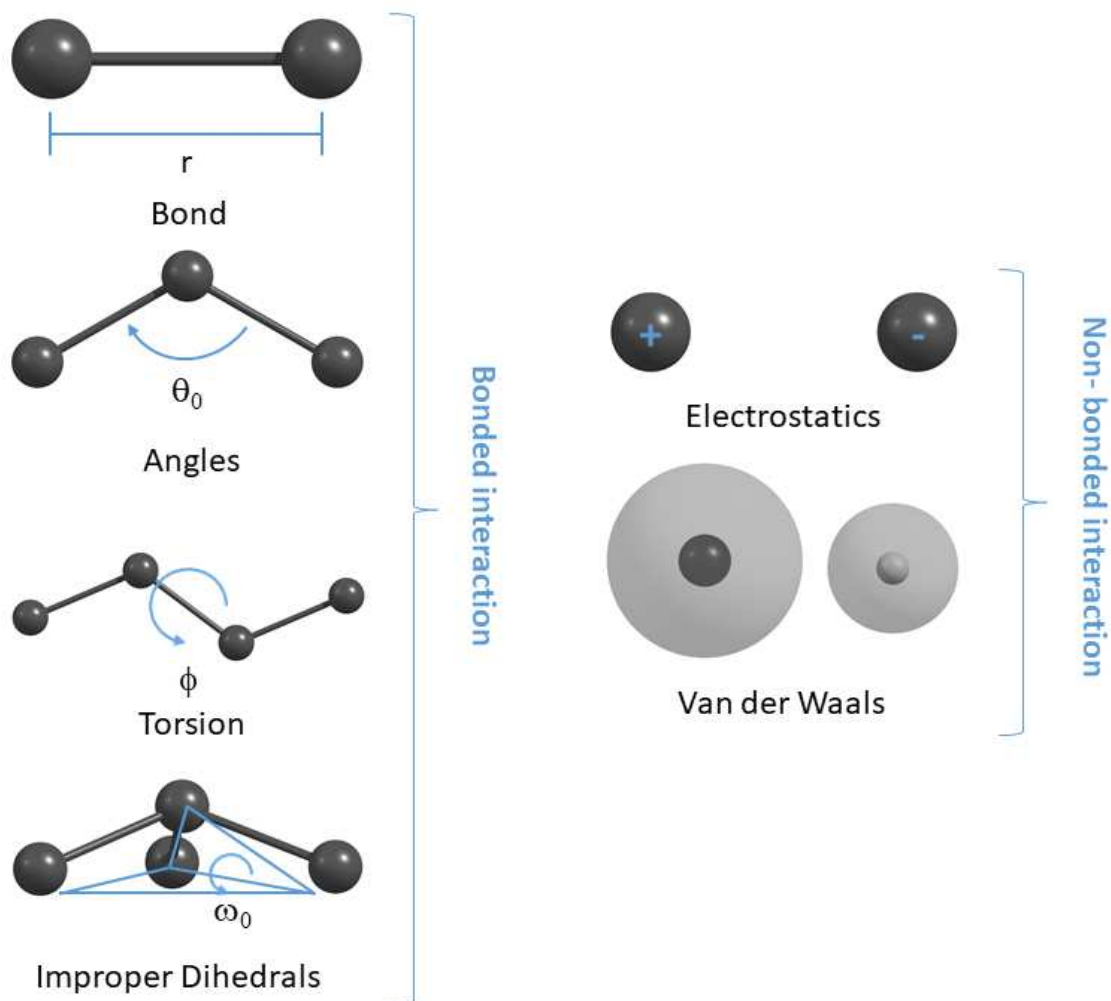 r
Bond
θ₀
Angles
ϕ
Torsion
ω₀
Improper Dihedrals
Bonded interaction
+
-
Electrostatics
Van der Waals
Non- bonded interaction